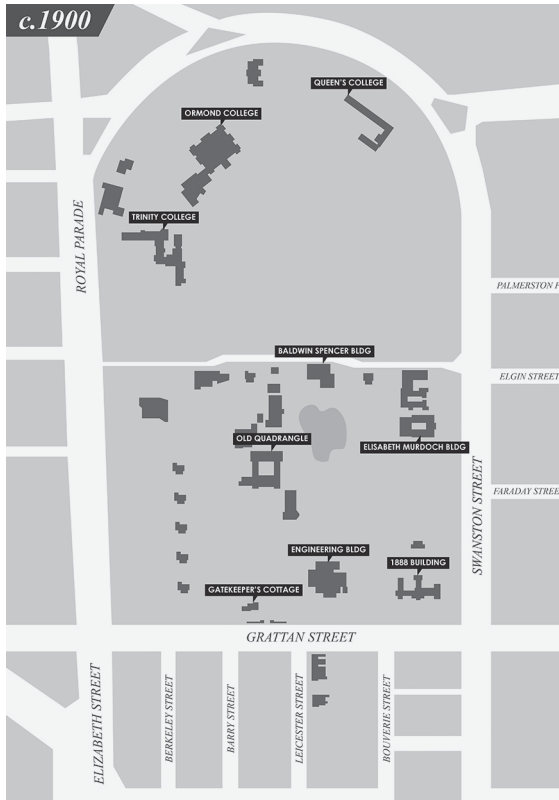 c.1900
QUEEN'S COLLEGE
ORMOND COLLEGE
TRINITY COLLEGE
ROYAL PARADE
PALMERSTON P
BALDWIN SPENCER BLDG
ELGIN STREET
OLD QUADRANGLE
ELISABETH MURDOCH BLDG
SWANSTON STREET
FARADAY STREE
ENGINEERING BLDG
1888 BUILDING
GATEKEEPER'S COTTAGE
GRATTAN STREET
ELIZABETH STREET
BERKELEY STREET
BARRY STREET
LEICESTER STREET
BOUVERIE STREET